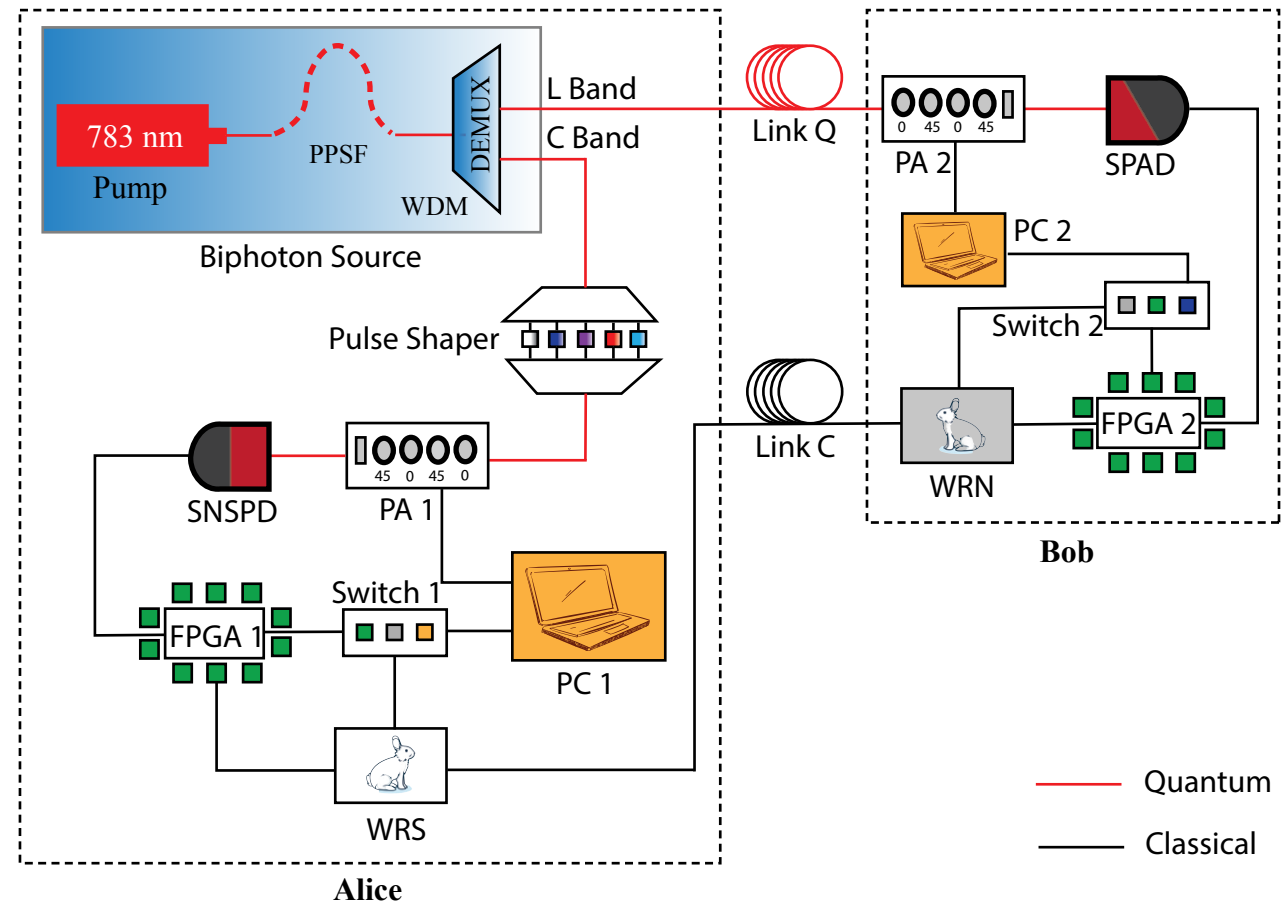 L Band
783 nm
DEMUX
C Band
PPSF
Pump
WDM
Biphoton Source
Link Q
0 45 0 45
PA 2
SPAD
PC 2
Switch 2
Pulse Shaper
FPGA 2
Link C
WRN
45 0 45 0
SNSPD
PA 1
Bob
Switch 1
FPGA 1
PC 1
WRS
Quantum
Classical
Alice